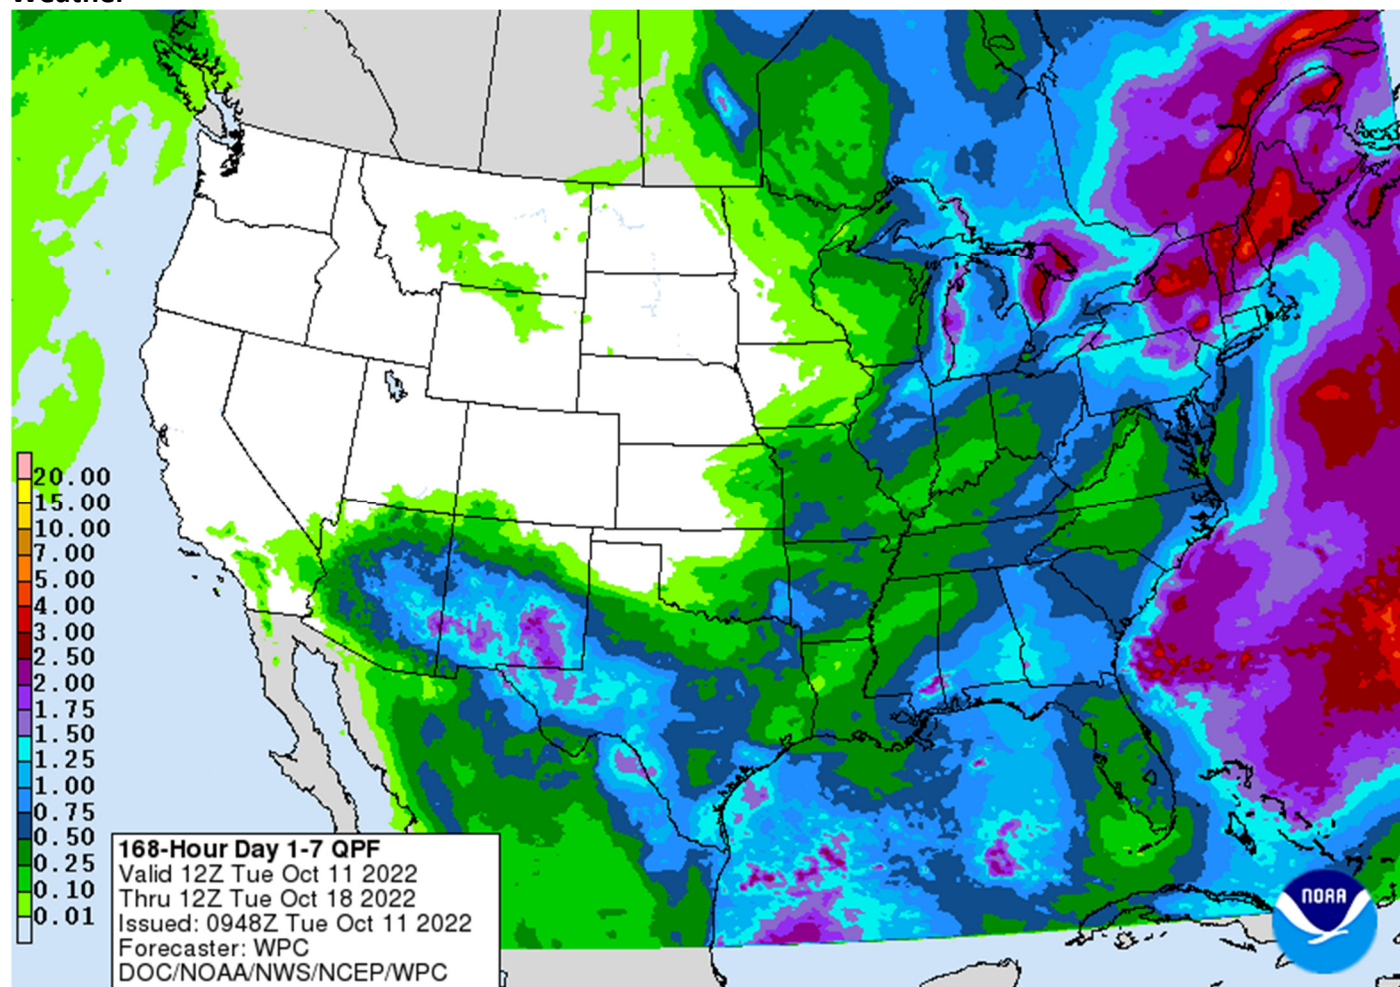 Weather
20.00
15.00
10.00
7.00
5.00
4.00
3.00
2.50
2.00
1.75
1.50
1.25
1.00
0.75
0.50
0.25
0.10
0.01
168-Hour Day 1-7 QPF
Valid 12Z Tue Oct 11 2022
Thru 12Z Tue Oct 18 2022
Issued: 0948Z Tue Oct 11 2022
Forecaster: WPC
DOC/NOAA/NWS/NCEP/WPC
NOAA